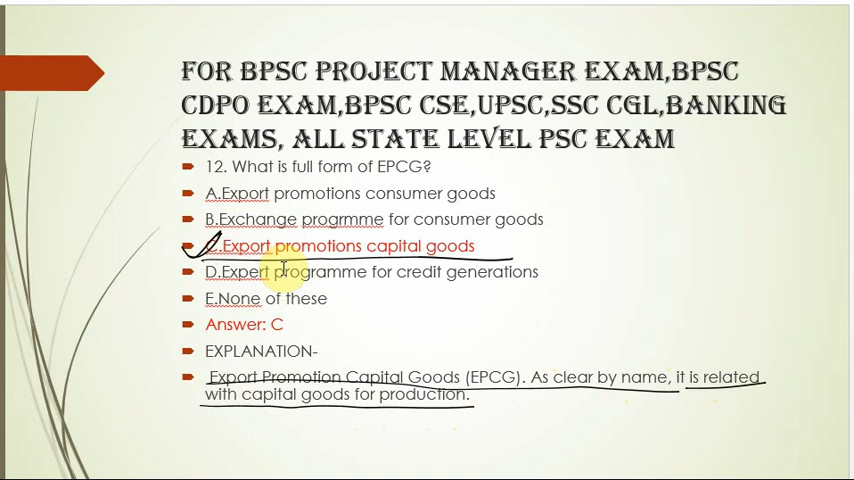 FOR BPSC PROJECT MANAGER EXAM,BPSC
CDPO EXAM,BPSC CSE,UPSC,SSC CGL,BANKING
EXAMS, ALL STATE LEVEL PSC EXAM
12. What is full form of EPCG?
A.Export promotions consumer goods
B.Exchange progrmme for consumer goods
C.Export promotions capital goods
D.Expert programme for credit generations
E.None of these
Answer: C
EXPLANATION-
Export Promotion Capital Goods (EPCG). As clear by name, it is related
with capital goods for production.